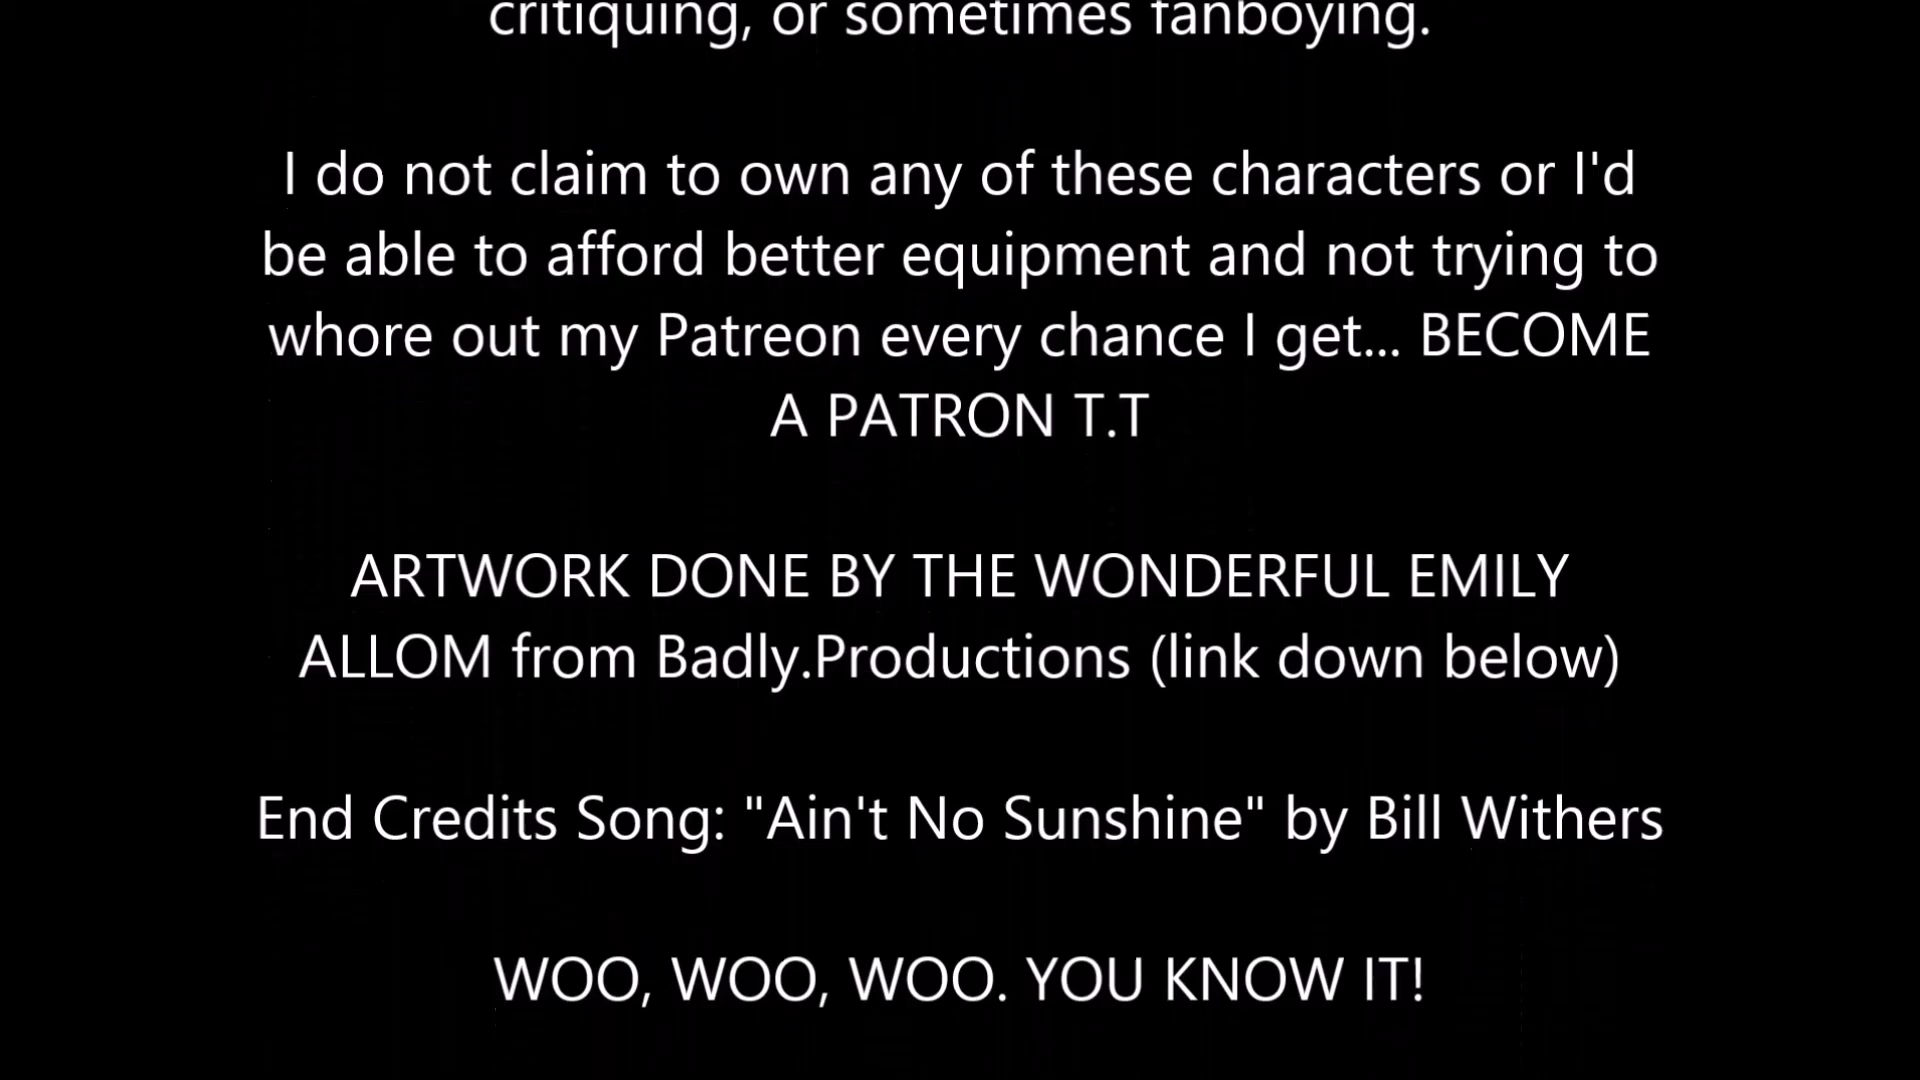 critiquing, or sometimes fanboying.
I do not claim to own any of these characters or I'd
be able to afford better equipment and not trying to
whore out my Patreon every chance I get... BECOME
A PATRON T.T
ARTWORK DONE BY THE WONDERFUL EMILY
ALLOM from Badly.Productions (link down below)
End Credits Song: "Ain't No Sunshine" by Bill Withers
WOO, WOO, WOO. YOU KNOW IT!